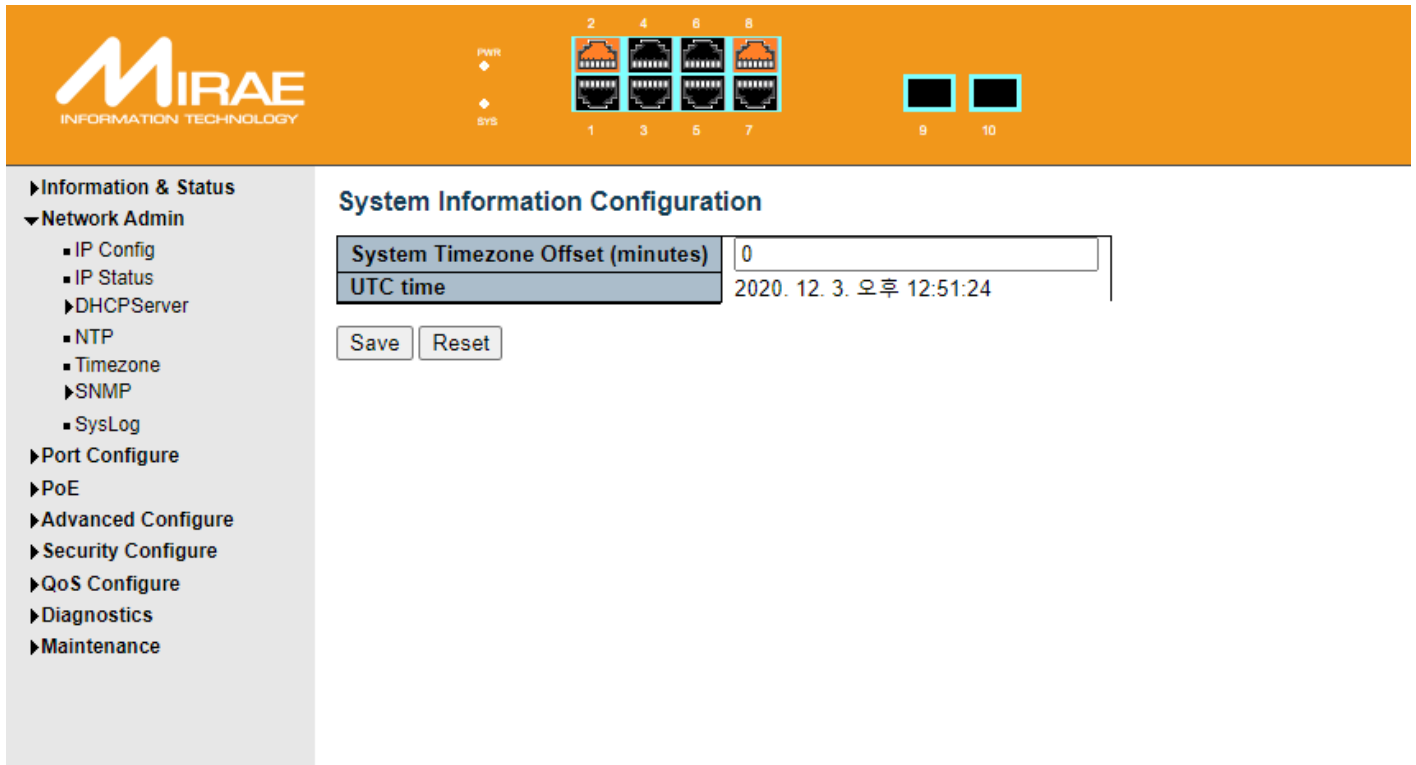 MIRAE
INFORMATION TECHNOLOGY
PWR
SYS
2 4 6 8
1 3 5 7
9 10
Information & Status
Network Admin
IP Config
IP Status
DHCPServer
NTP
Timezone
SNMP
SysLog
Port Configure
PoE
Advanced Configure
Security Configure
QoS Configure
Diagnostics
Maintenance
System Information Configuration
System Timezone Offset (minutes) 0
UTC time 2020. 12. 3. 오후 12:51:24
Save Reset